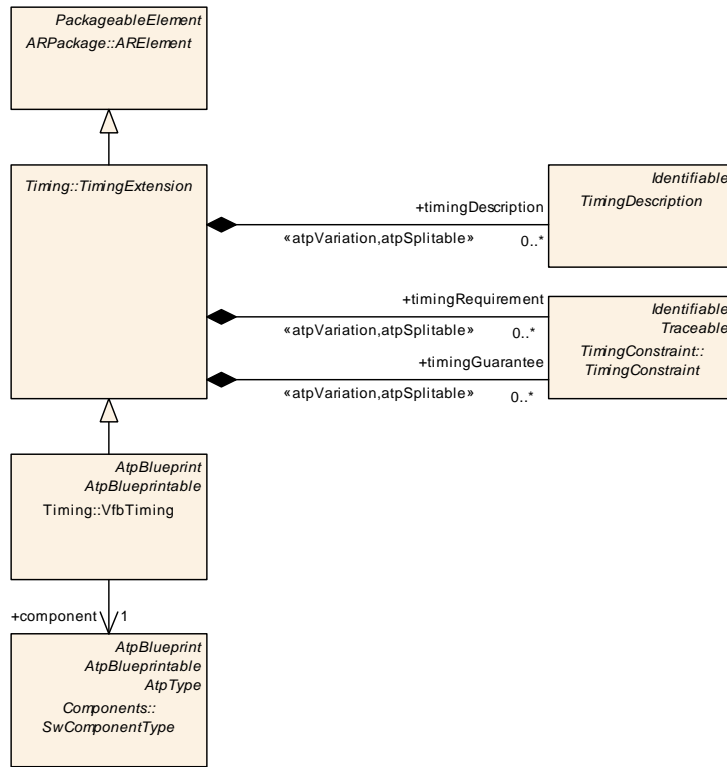 PackageableElement
ARPackage::ARElement
Timing::TimingExtension
+timingDescription
«atpVariation,atpSplitable»
0..*
Identifiable
TimingDescription
+timingRequirement
«atpVariation,atpSplitable»
0..*
+timingGuarantee
«atpVariation,atpSplitable»
0..*
Identifiable
Traceable
TimingConstraint::
TimingConstraint
AtpBlueprint
AtpBlueprintable
Timing::VfbTiming
+component
1
AtpBlueprint
AtpBlueprintable
AtpType
Components::
SwComponentType